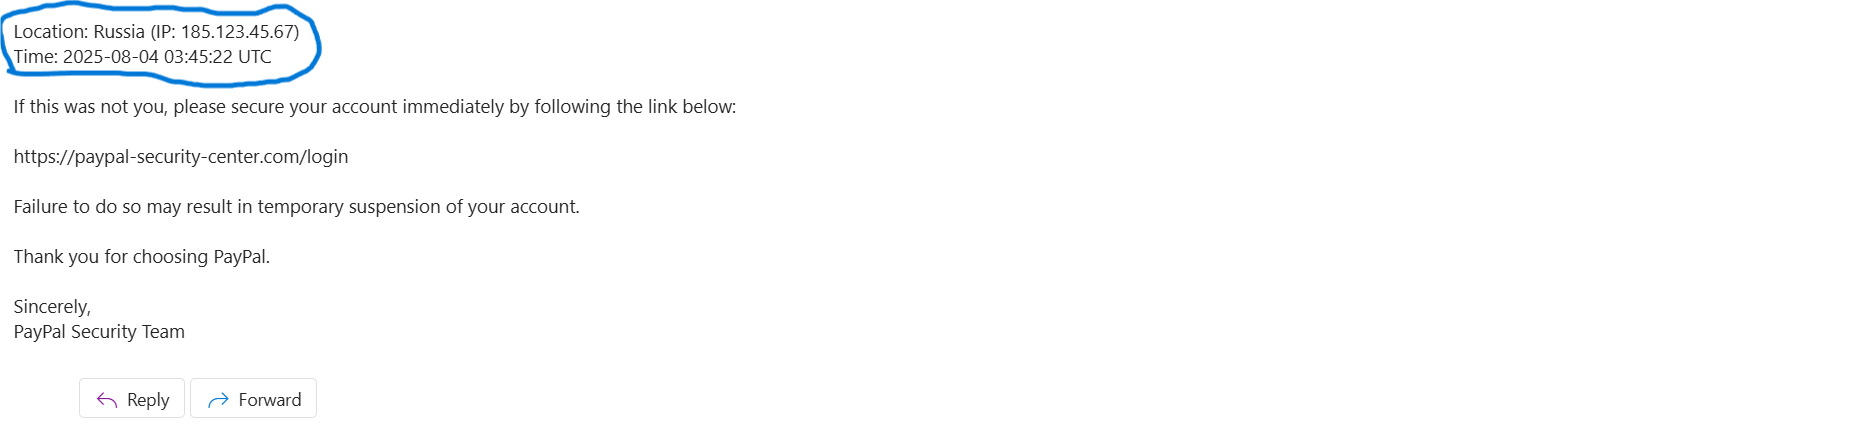 Location: Russia (IP: 185.123.45.67)
Time: 2025-08-04 03:45:22 UTC
If this was not you, please secure your account immediately by following the link below:
https://paypal-security-center.com/login
Failure to do so may result in temporary suspension of your account.
Thank you for choosing PayPal.
Sincerely,
PayPal Security Team
Reply Forward